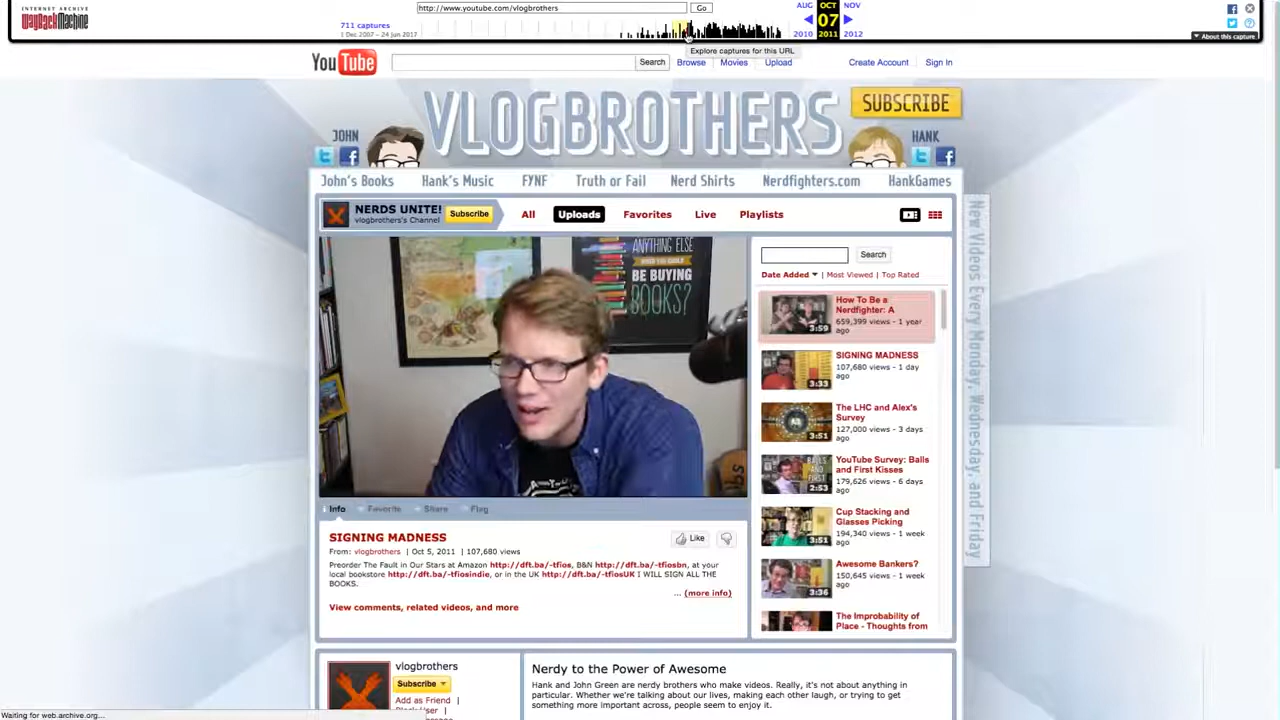 INTERNET ARCHIVE
WayBackMachine
http://www.youtube.com/vlogbrothers
Go
AUG
OCT
NOV
07
2010
2011
2012
711 captures
1 Dec 2007 - 24 Jun 2017
About this capture
Explore captures for this URL
YouTube
Search
Browse
Movies
Upload
Create Account
Sign In
VLOGBROTHERS
SUBSCRIBE
JOHN
HANK
John's Books
Hank's Music
FYNF
Truth or Fail
Nerd Shirts
Nerdfighters.com
HankGames
NERDS UNITE!
vlogbrothers's Channel
Subscribe
All
Uploads
Favorites
Live
Playlists
ANYTHING ELSE
BE BUYING
BOOKS?
Search
Date Added
Most Viewed | Top Rated
How To Be a
Nerdfighter: A
659,399 views - 1 year
ago
3:59
SIGNING MADNESS
107,680 views - 1 day
ago
3:33
The LHC and Alex's
Survey
127,000 views - 3 days
ago
3:51
YouTube Survey: Balls
and First Kisses
179,626 views - 6 days
ago
2:53
Cup Stacking and
Glasses Picking
194,340 views - 1 week
ago
3:51
Awesome Bankers?
150,645 views - 1 week
ago
3:36
The Improbability of
Place - Thoughts from
New Videos Every Monday, Wednesday, and Friday
Info
Favorite
Share
Flag
SIGNING MADNESS
Like
From: vlogbrothers | Oct 5, 2011 | 107,680 views
Preorder The Fault in Our Stars at Amazon http://dft.ba/-tfios, B&N http://dft.ba/-tfiosbn, at your
local bookstore http://dft.ba/-tfiosindie, or in the UK http://dft.ba/-tfiosUK I WILL SIGN ALL THE
BOOKS.
... (more info)
View comments, related videos, and more
vlogbrothers
Subscribe
Add as Friend |
Block User |
Nerdy to the Power of Awesome
Hank and John Green are nerdy brothers who make videos. Really, it's not about anything in
particular. Whether we're talking about our lives, making each other laugh, or trying to get
something more important across, people seem to enjoy it.
Waiting for web.archive.org...